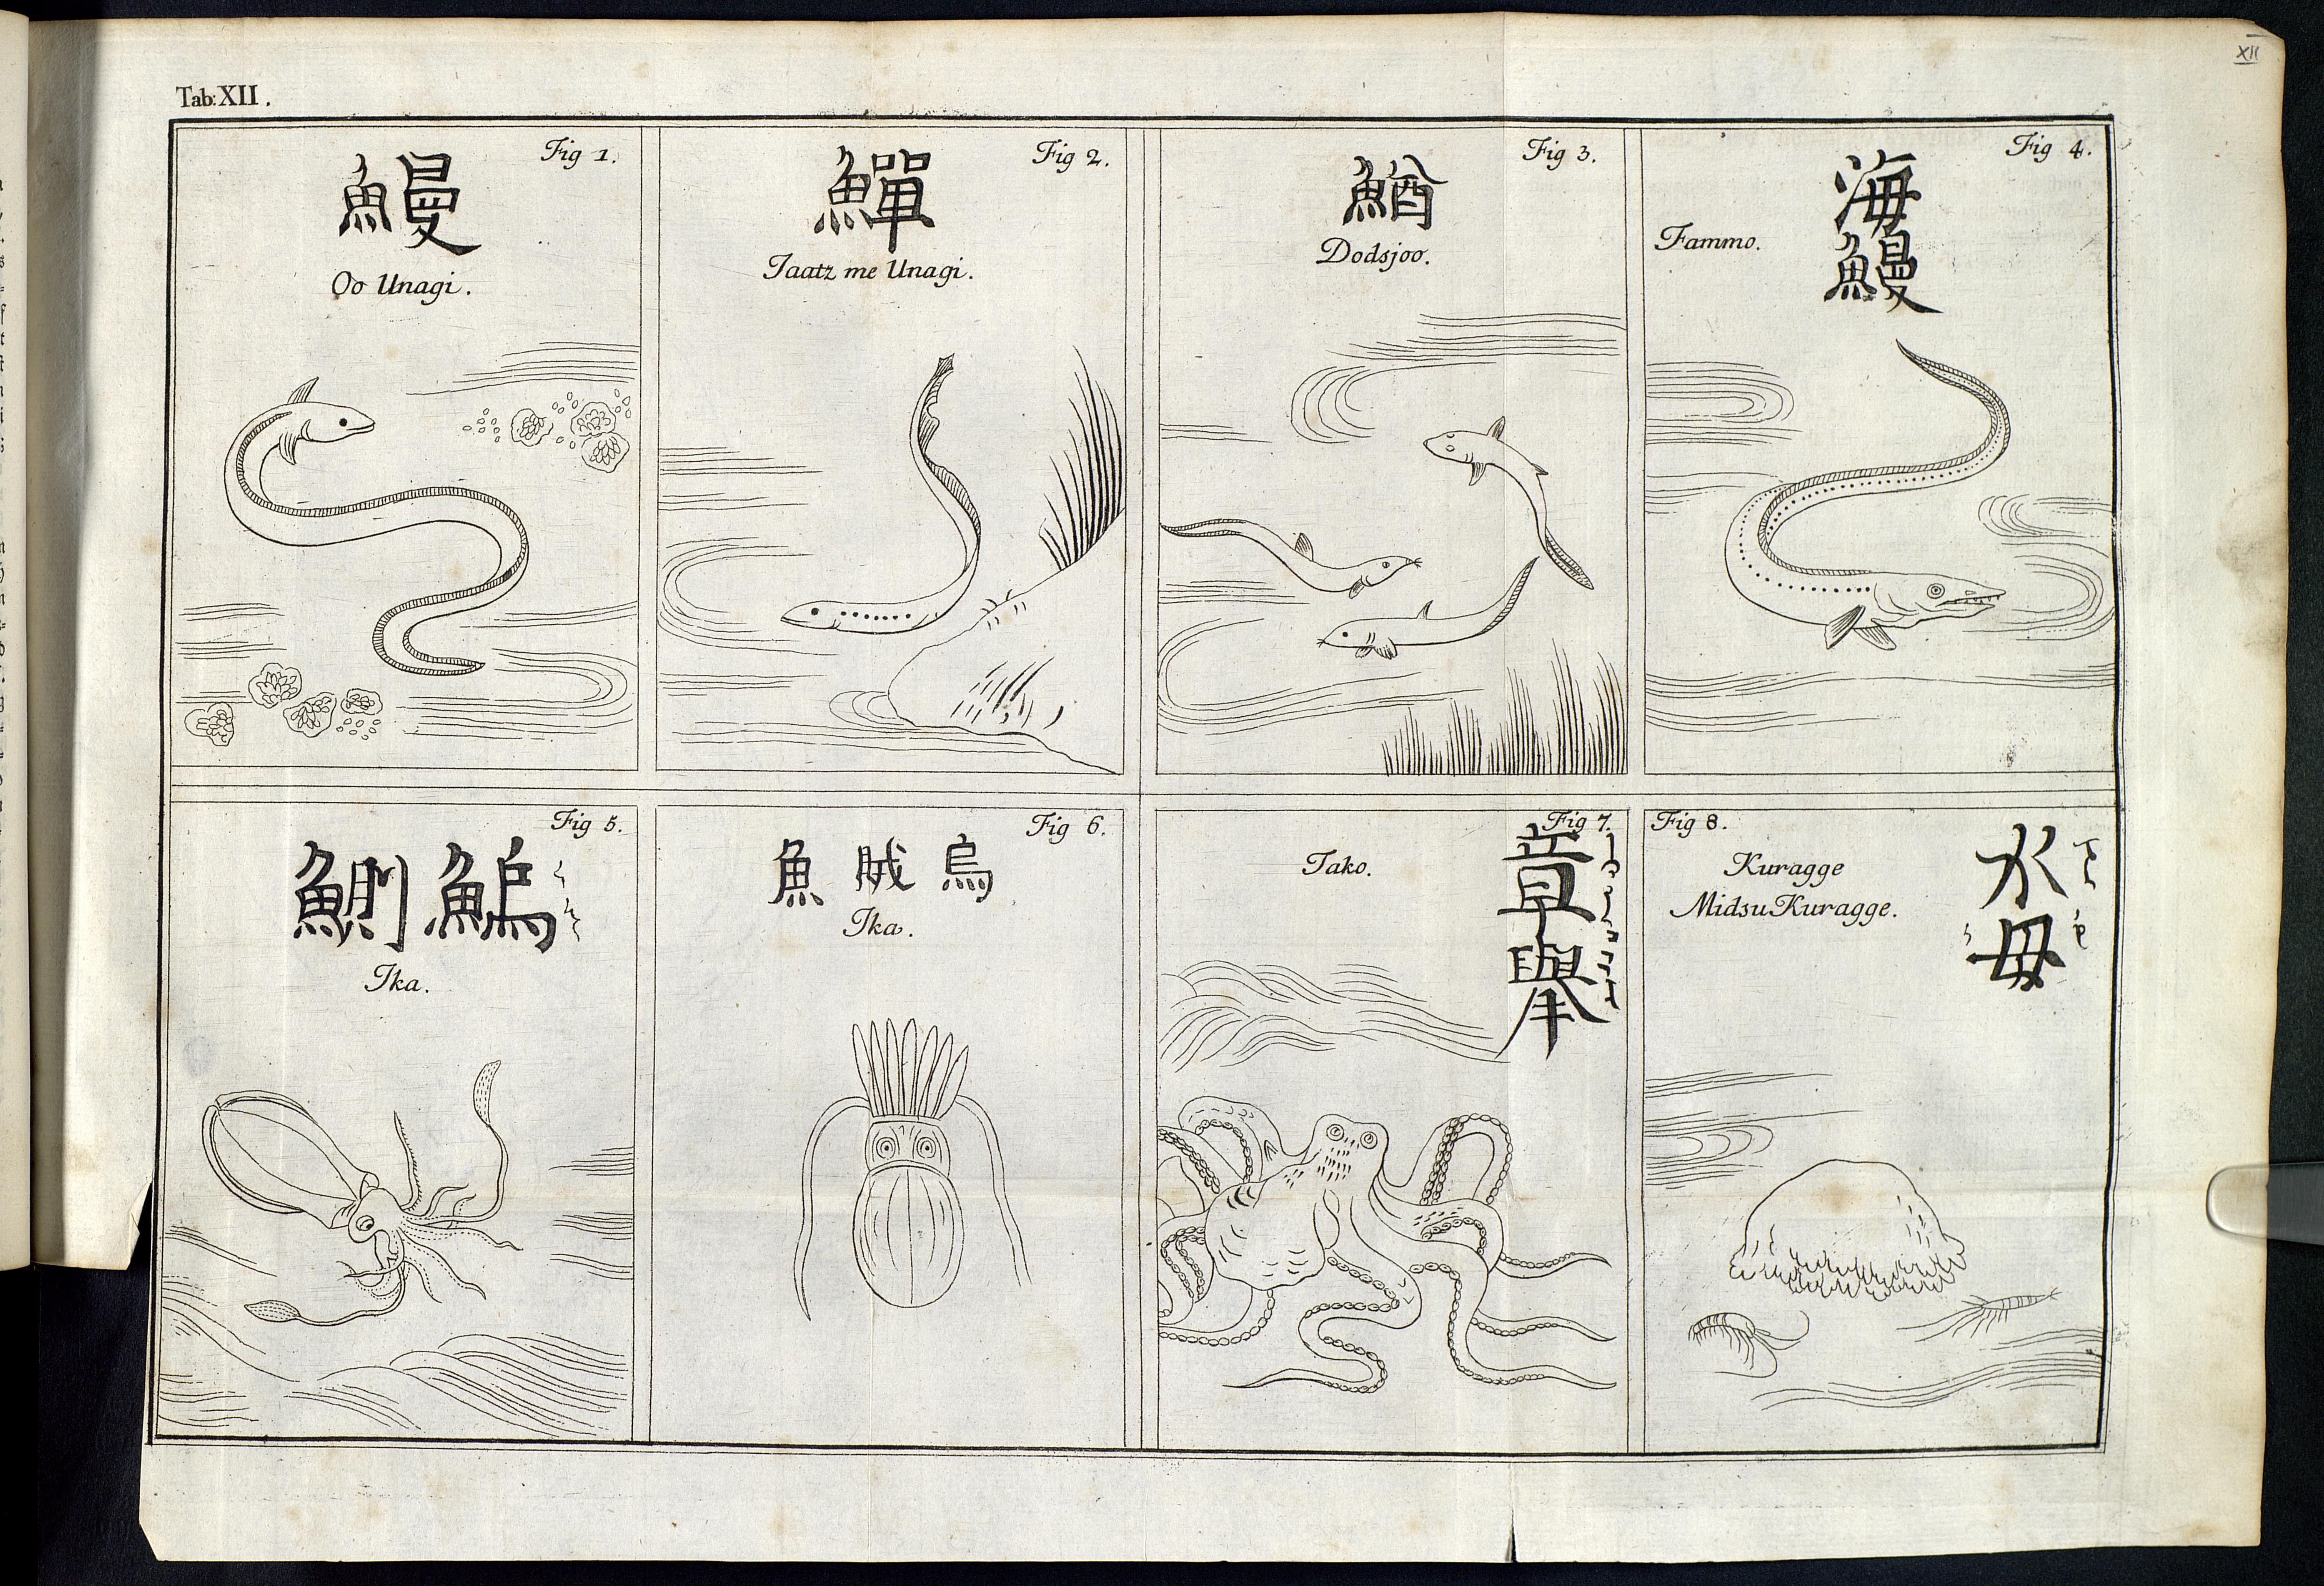 XII
Tab: XII.
Fig 1.
鰻
Oo Unagi.
Fig 2.
鱓
Jaatz me Unagi.
Fig 3.
鰌
Dodsjoo.
Fig 4.
海
鰻
Fammo.
Fig 5.
鰂 鰞
Ika.
Fig 6.
魚 賊 烏
Ika.
Fig 7.
章
擧
Tako.
Fig 8.
水
母
Kuragge
Midsu Kuragge.